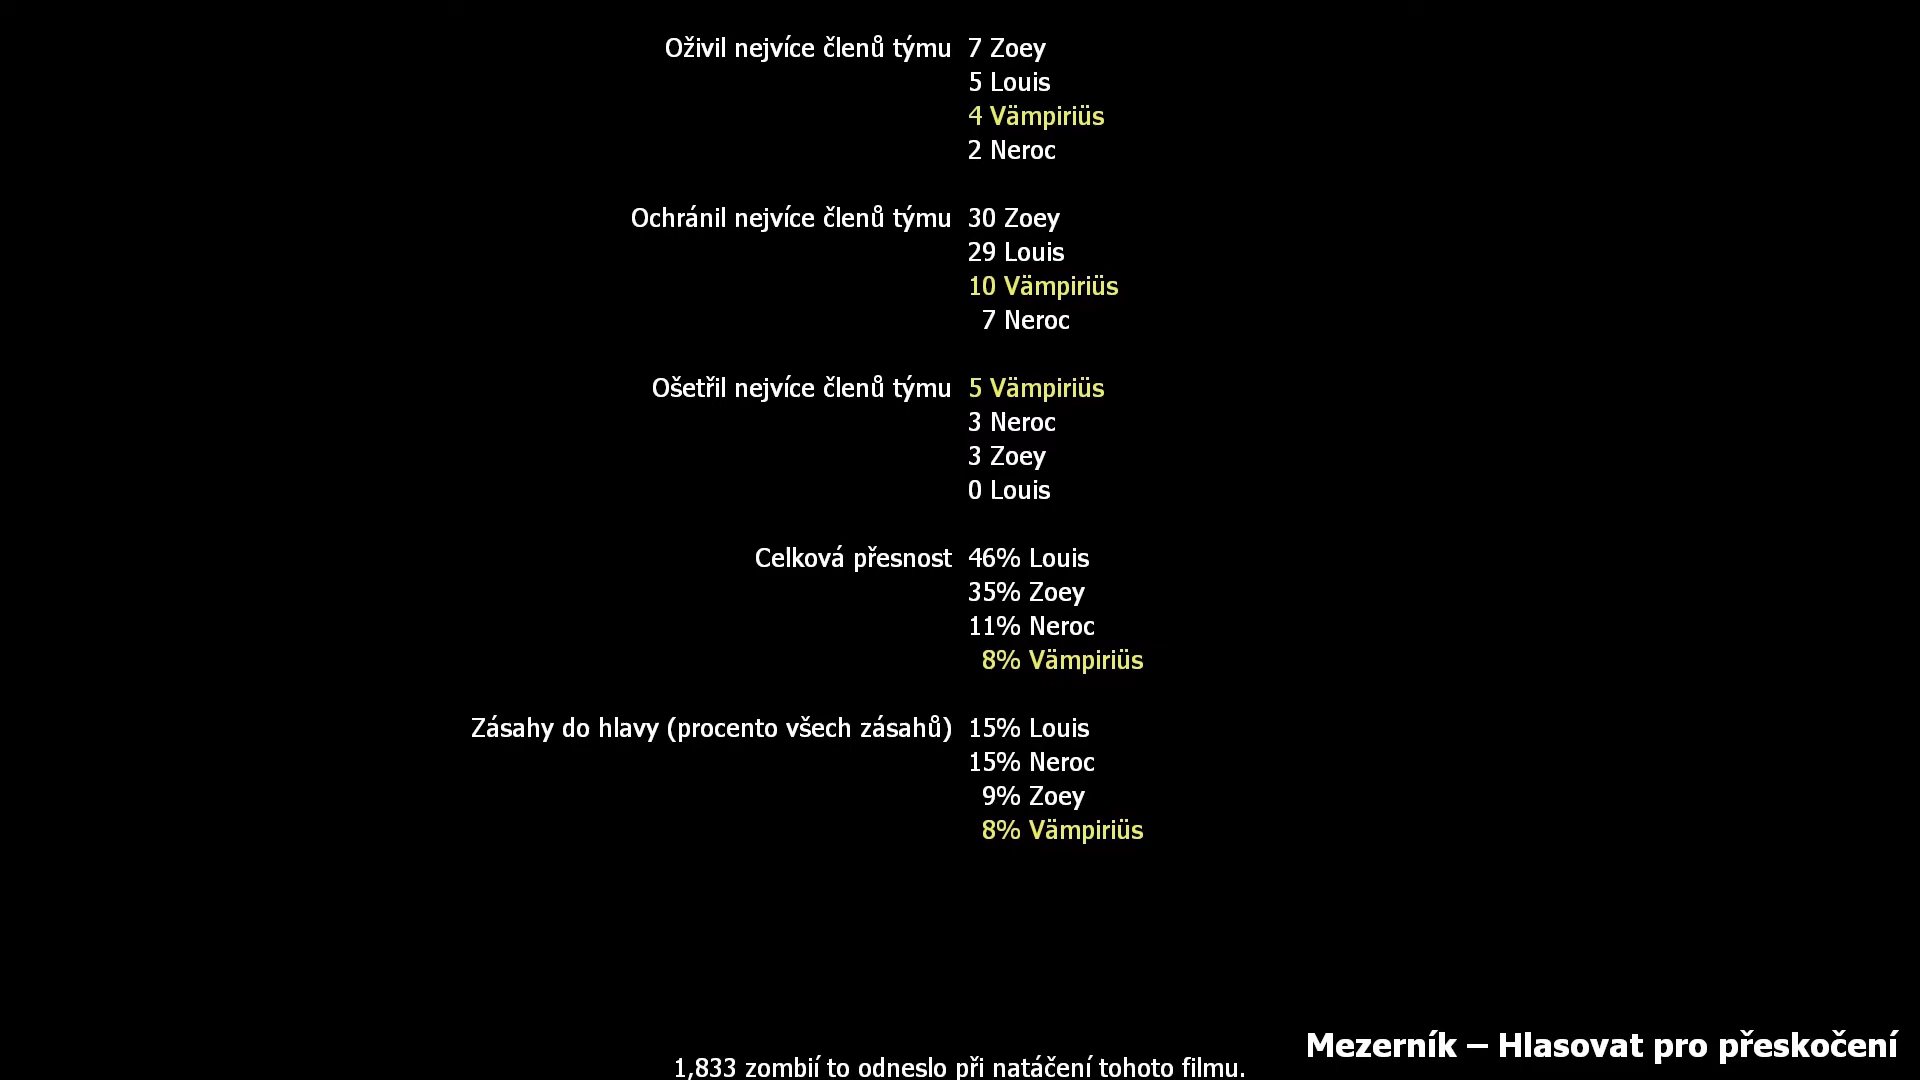 Oživil nejvíce členů týmu 7 Zoey
5 Louis
4 Vämpiriüs
2 Neroc
Ochránil nejvíce členů týmu 30 Zoey
29 Louis
10 Vämpiriüs
7 Neroc
Ošetřil nejvíce členů týmu 5 Vämpiriüs
3 Neroc
3 Zoey
0 Louis
Celková přesnost 46% Louis
35% Zoey
11% Neroc
8% Vämpiriüs
Zásahy do hlavy (procento všech zásahů) 15% Louis
15% Neroc
9% Zoey
8% Vämpiriüs
Mezerník – Hlasovat pro přeskočení
1,833 zombií to odneslo při natáčení tohoto filmu.